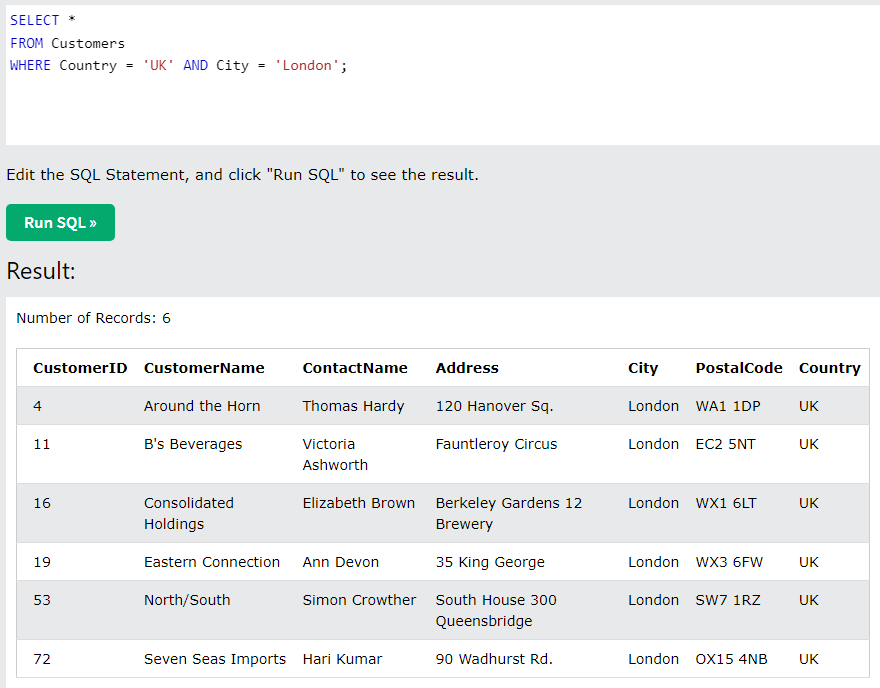 SELECT *
FROM Customers
WHERE Country = 'UK' AND City = 'London';
Edit the SQL Statement, and click "Run SQL" to see the result.
Run SQL »
Result:
Number of Records: 6
CustomerID CustomerName ContactName Address City PostalCode Country
4 Around the Horn Thomas Hardy 120 Hanover Sq. London WA1 1DP UK
11 B's Beverages Victoria Fauntleroy Circus London EC2 5NT UK
Ashworth
16 Consolidated Elizabeth Brown Berkeley Gardens 12 London WX1 6LT UK
Holdings Brewery
19 Eastern Connection Ann Devon 35 King George London WX3 6FW UK
53 North/South Simon Crowther South House 300 London SW7 1RZ UK
Queensbridge
72 Seven Seas Imports Hari Kumar 90 Wadhurst Rd. London OX15 4NB UK